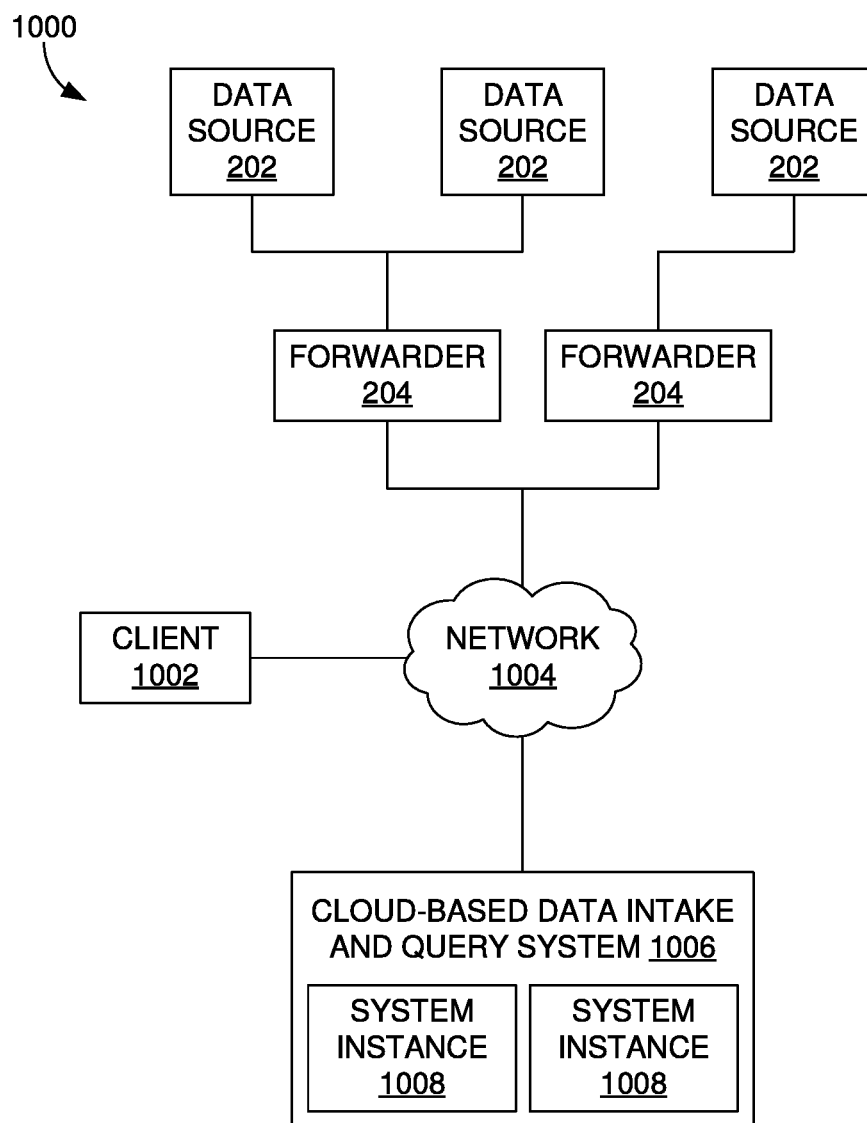 1000
DATA
SOURCE
202
DATA
SOURCE
202
DATA
SOURCE
202
FORWARDER
204
FORWARDER
204
CLIENT
1002
NETWORK
1004
CLOUD-BASED DATA INTAKE
AND QUERY SYSTEM 1006
SYSTEM
INSTANCE
1008
SYSTEM
INSTANCE
1008